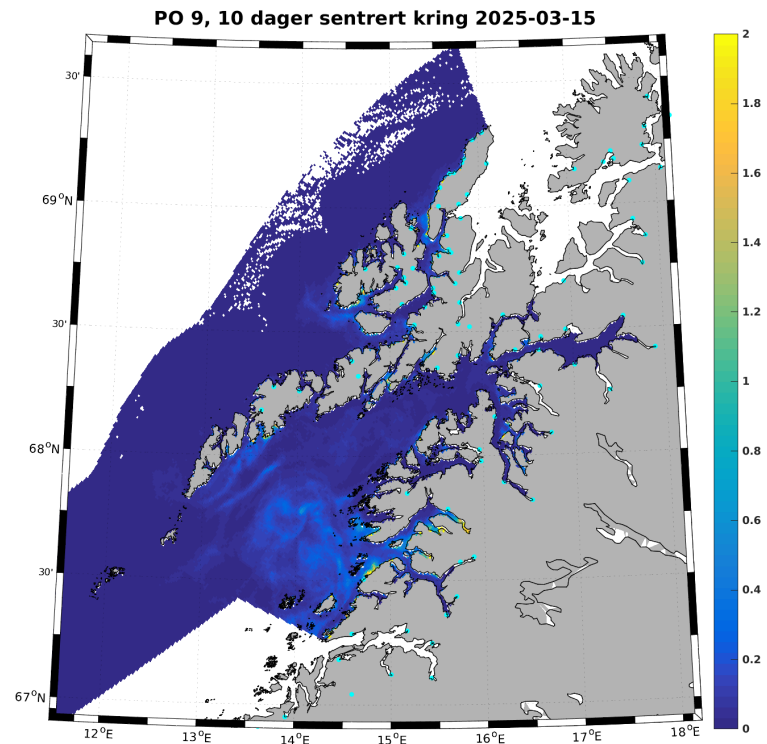 PO 9, 10 dager sentrert kring 2025-03-15
30'
69°N
30'
68°N
30'
67°N
12°E
13°E
14°E
15°E
16°E
17°E
18°E
2
1.8
1.6
1.4
1.2
1
0.8
0.6
0.4
0.2
0